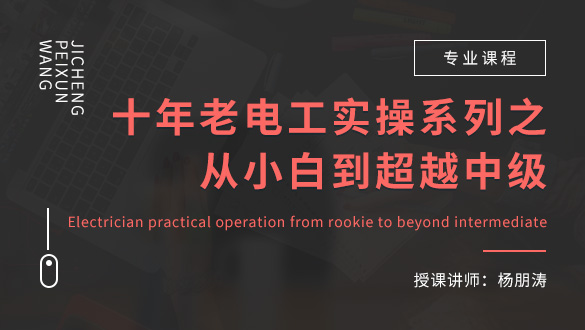 JICHENG
PEIXUN
WANG
专业课程
十年老电工实操系列之
从小白到超越中级
Electrician practical operation from rookie to beyond intermediate
授课讲师：杨朋涛